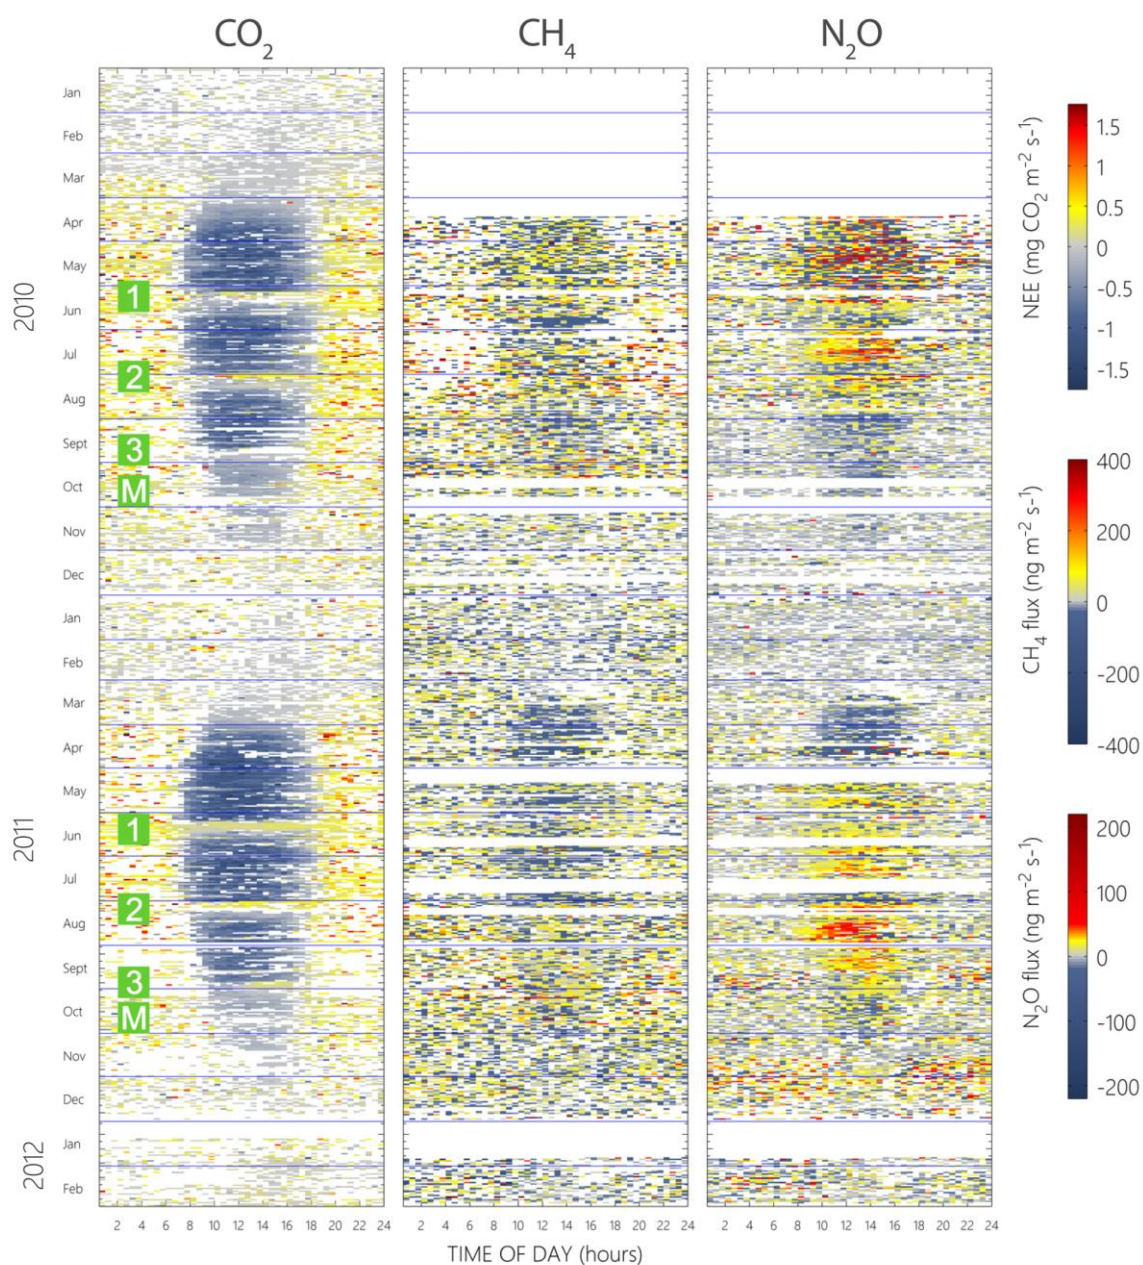 CO2 CH4 N2O
2010
Jan
Feb
Mar
Apr
May
1
Jun
Jul
2
Aug
Sept
3
Oct
M
Nov
Dec
2011
Jan
Feb
Mar
Apr
May
Jun
1
Jul
2
Aug
Sept
3
Oct
M
Nov
Dec
2012
Jan
Feb
2 4 6 8 10 12 14 16 18 20 22 24
2 4 6 8 10 12 14 16 18 20 22 24
2 4 6 8 10 12 14 16 18 20 22 24
TIME OF DAY (hours)
NEE (mg CO2 m⁻² s-¹)
1.5
1
0.5
0
-0.5
-1
-1.5
CH4 flux (ng m⁻² s-¹)
400
200
0
-200
-400
N2O flux (ng m⁻² s-¹)
200
100
0
-100
-200